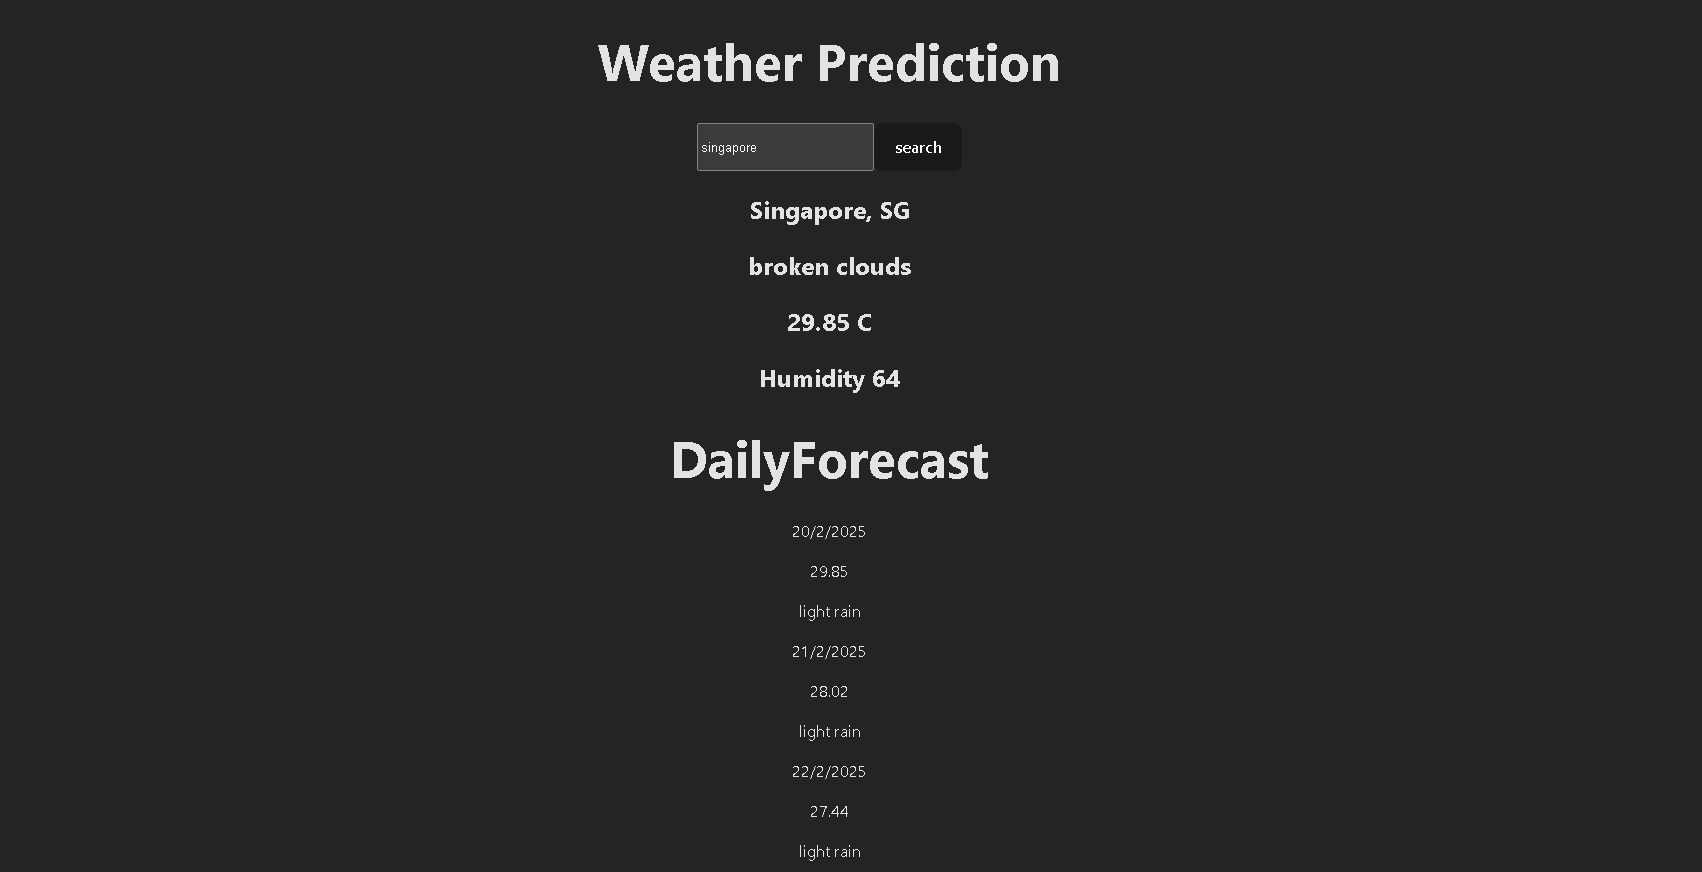 Weather Prediction
singapore search
Singapore, SG
broken clouds
29.85 C
Humidity 64
DailyForecast
20/2/2025
29.85
light rain
21/2/2025
28.02
light rain
22/2/2025
27.44
light rain